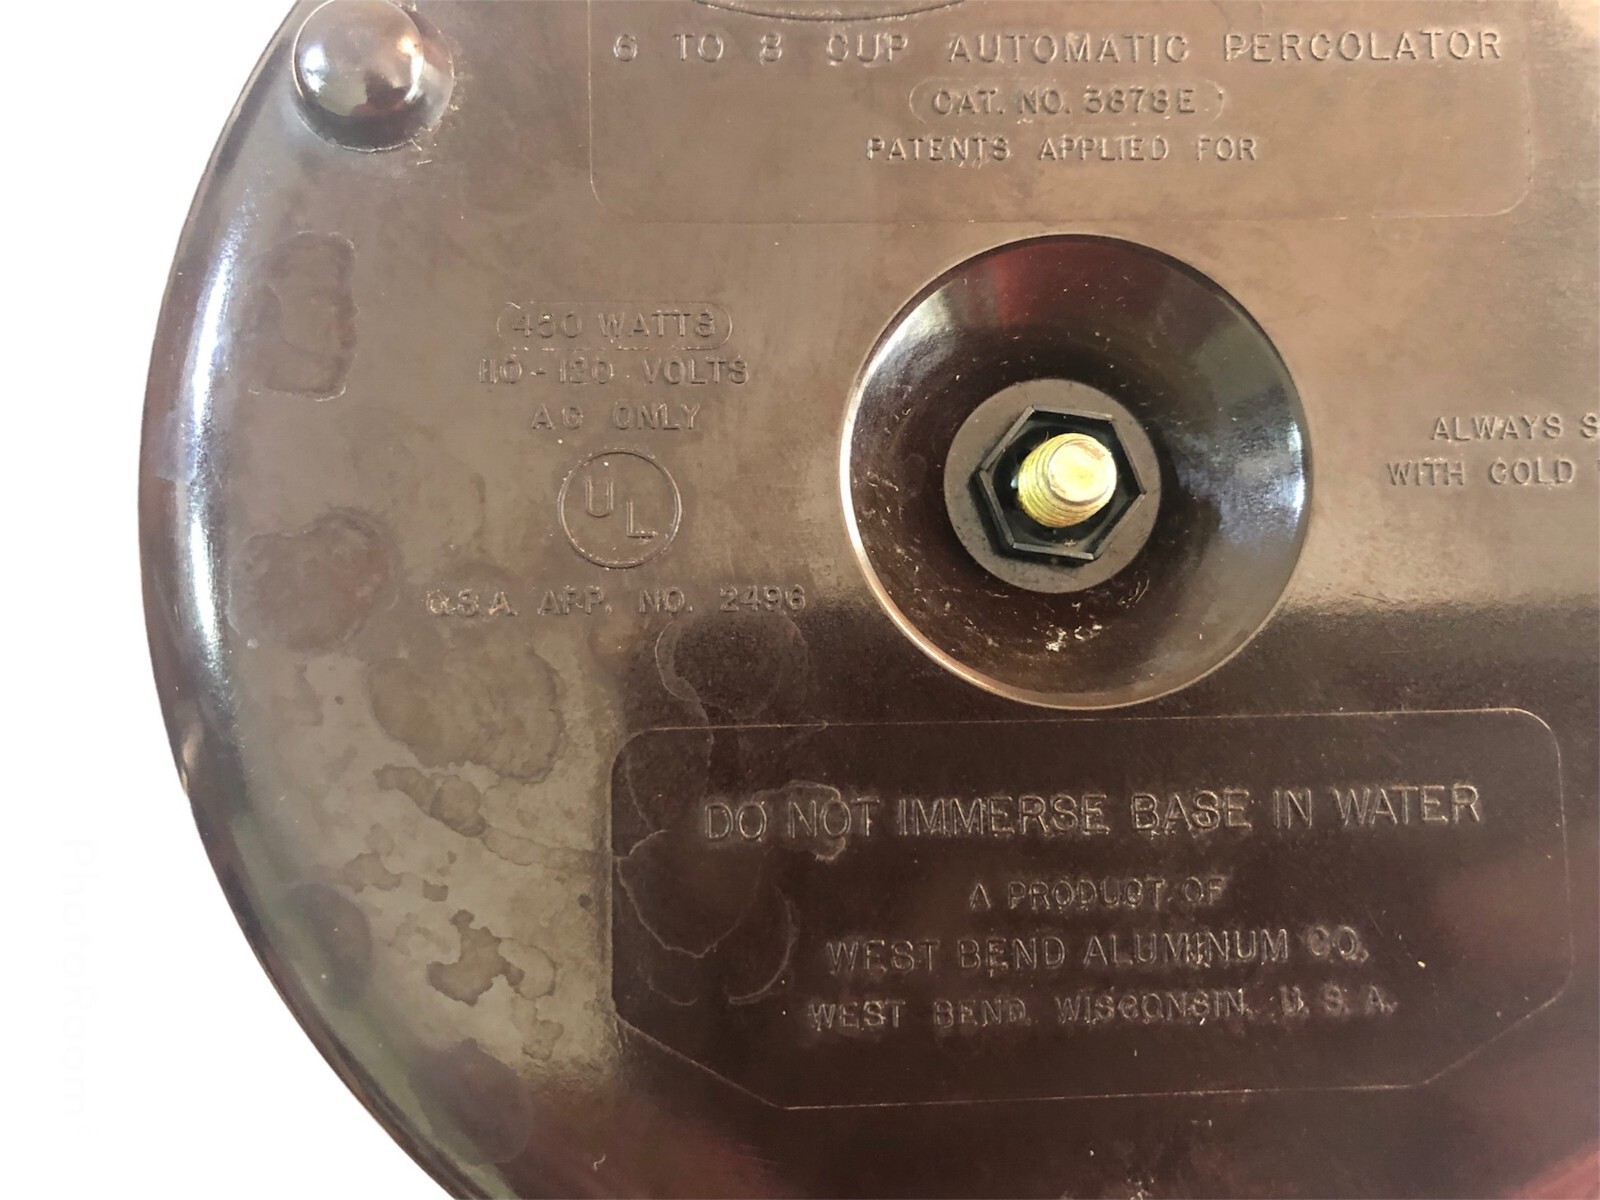 6 TO 8 CUP AUTOMATIC PERCOLATOR
CAT. NO. 3878E
PATENTS APPLIED FOR
450 WATTS
110-120 VOLTS
AC ONLY
UL
C.S.A. APP. NO. 2496
ALWAYS S
WITH COLD
DO NOT IMMERSE BASE IN WATER
A PRODUCT OF
WEST BEND ALUMINUM CO.
WEST BEND, WISCONSIN, U.S.A.
PhotoRoom